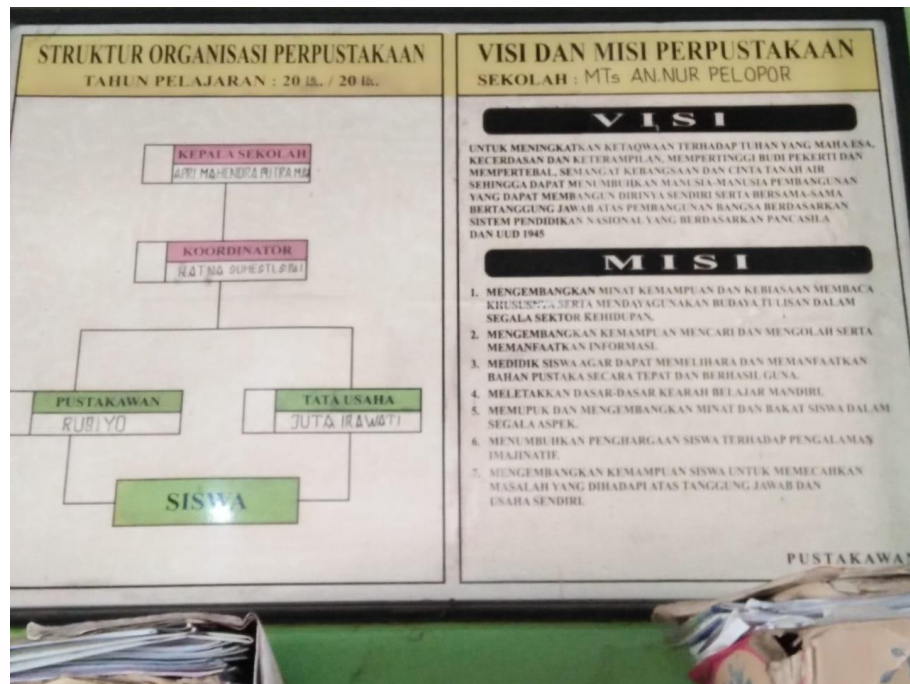 STRUKTUR ORGANISASI PERPUSTAKAAN
TAHUN PELAJARAN : 20 / 20
KEPALA SEKOLAH
APRI MAHENDRA PUTRA
KOORDINATOR
RATNA
PUSTAKAWAN
RUBIYO
TATA USAHA
JUTA IRAWATI
SISWA
VISI DAN MISI PERPUSTAKAAN
SEKOLAH : MTs AN.NUR PELOPOR
VISI
UNTUK MENINGKATKAN KETAQWAAN TERHADAP TUHAN YANG MAHA ESA,
KECERDASAN DAN KETERAMPILAN, MEMPERTINGGI BUDI PEKERTI DAN
MEMPERTEBAL, SEMANGAT KEBANGSAAN DAN CINTA TANAH AIR
SEHINGGA DAPAT MENUMBUHKAN MANUSIA-MANUSIA PEMBANGUNAN
YANG DAPAT MEMBANGUN DIRINYA SENDIRI SERTA BERSAMA-SAMA
BERTANGGUNG JAWAB ATAS PEMBANGUNAN BANGSA BERDASARKAN
SISTEM PENDIDIKAN NASIONAL YANG BERDASARKAN PANCASILA
DAN UUD 1945
MISI
1. MENGEMBANGKAN MINAT KEMAMPUAN DAN KEBIASAAN MEMBACA
KHUSUSNYA SERTA MENDAYAGUNAKAN BUDAYA TULISAN DALAM
SEGALA SEKTOR KEHIDUPAN.
2. MENGEMBANGKAN KEMAMPUAN MENCARI DAN MENGOLAH SERTA
MEMANFAATKAN INFORMASI.
3. MEDIDIK SISWA AGAR DAPAT MEMELIHARA DAN MEMANFAATKAN
BAHAN PUSTAKA SECARA TEPAT DAN BERHASIL GUNA.
4. MELETAKKAN DASAR-DASAR KEARAH BELAJAR MANDIRI.
5. MEMUPUK DAN MENGEMBANGKAN MINAT DAN BAKAT SISWA DALAM
SEGALA ASPEK.
6. MENUMBUHKAN PENGHARGAAN SISWA TERHADAP PENGALAMAN
IMAJINATIF.
7. MENGEMBANGKAN KEMAMPUAN SISWA UNTUK MEMECAHKAN
MASALAH YANG DIHADAPI ATAS TANGGUNG JAWAB DAN
USAHA SENDIRI.
PUSTAKAWAN